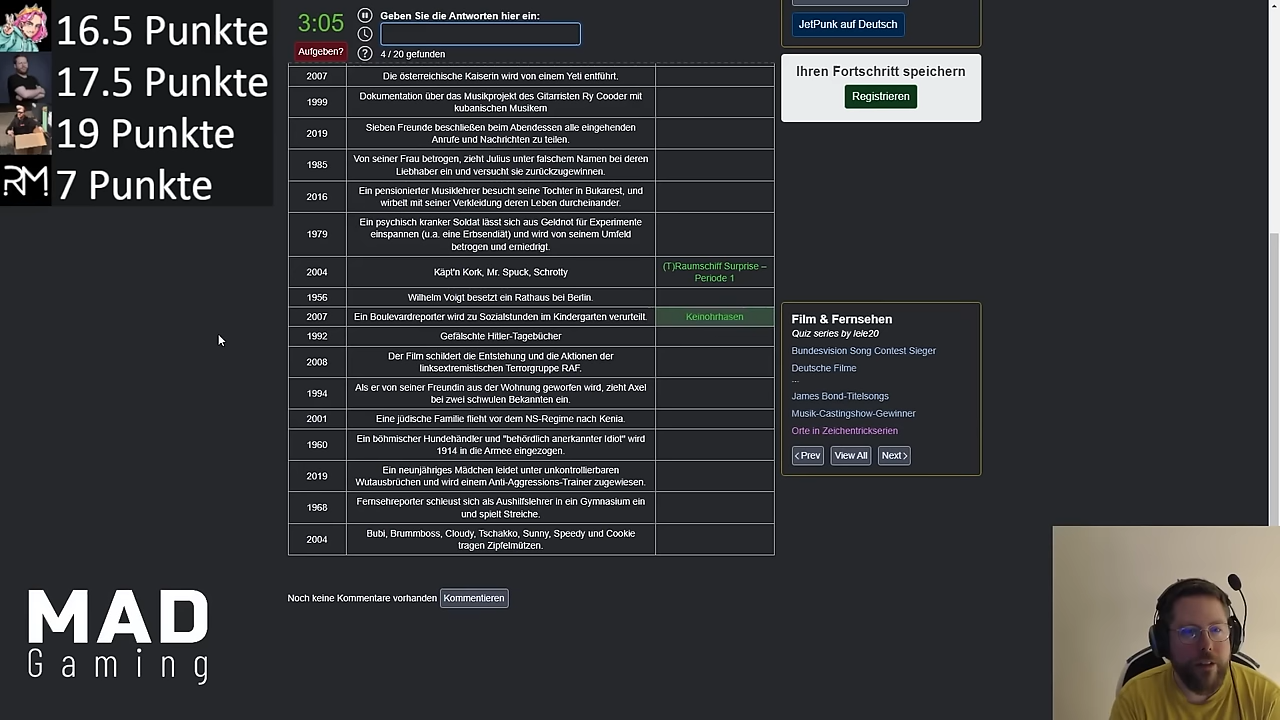 16.5 Punkte
17.5 Punkte
19 Punkte
RM 7 Punkte
3:05
Aufgeben?
Geben Sie die Antworten hier ein:
4 / 20 gefunden
2007 Die österreichische Kaiserin wird von einem Yeti entführt.
1999 Dokumentation über das Musikprojekt des Gitarristen Ry Cooder mit
kubanischen Musikern
2019 Sieben Freunde beschließen beim Abendessen alle eingehenden
Anrufe und Nachrichten zu teilen.
1985 Von seiner Frau betrogen, zieht Julius unter falschem Namen bei deren
Liebhaber ein und versucht sie zurückzugewinnen.
2016 Ein pensionierter Musiklehrer besucht seine Tochter in Bukarest, und
wirbelt mit seiner Verkleidung deren Leben durcheinander.
1979 Ein psychisch kranker Soldat lässt sich aus Geldnot für Experimente
einspannen (u.a. eine Erbsendiät) und wird von seinem Umfeld
betrogen und erniedrigt.
2004 Käpt'n Kork, Mr. Spuck, Schrotty (T)Raumschiff Surprise –
Periode 1
1956 Wilhelm Voigt besetzt ein Rathaus bei Berlin.
2007 Ein Boulevardreporter wird zu Sozialstunden im Kindergarten verurteilt. Keinohrhasen
1992 Gefälschte Hitler-Tagebücher
2008 Der Film schildert die Entstehung und die Aktionen der
linksextremistischen Terrorgruppe RAF.
1994 Als er von seiner Freundin aus der Wohnung geworfen wird, zieht Axel
bei zwei schwulen Bekannten ein.
2001 Eine jüdische Familie flieht vor dem NS-Regime nach Kenia.
1960 Ein böhmischer Hundehändler und "behördlich anerkannter Idiot" wird
1914 in die Armee eingezogen.
2019 Ein neunjähriges Mädchen leidet unter unkontrollierbaren
Wutausbrüchen und wird einem Anti-Aggressions-Trainer zugewiesen.
1968 Fernsehreporter schleust sich als Aushilfslehrer in ein Gymnasium ein
und spielt Streiche.
2004 Bubi, Brummboss, Cloudy, Tschakko, Sunny, Speedy und Cookie
tragen Zipfelmützen.
Noch keine Kommentare vorhanden Kommentieren
JetPunk auf Deutsch
Ihren Fortschritt speichern
Registrieren
Film & Fernsehen
Quiz series by lele20
Bundesvision Song Contest Sieger
Deutsche Filme
...
James Bond-Titelsongs
Musik-Castingshow-Gewinner
Orte in Zeichentrickserien
< Prev View All Next >
MAD
Gaming